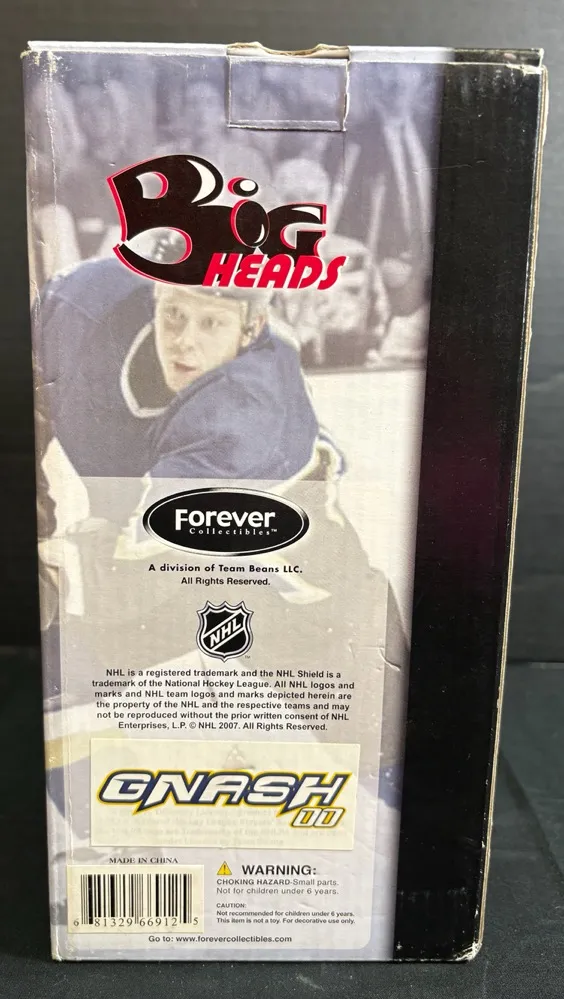 BiG
HEADS
Forever
Collectibles™
A division of Team Beans LLC.
All Rights Reserved.
NHL
NHL is a registered trademark and the NHL Shield is a
trademark of the National Hockey League. All NHL logos and
marks and NHL team logos and marks depicted herein are
the property of the NHL and the respective teams and may
not be reproduced without the prior written consent of NHL
Enterprises, L.P. © NHL 2007. All Rights Reserved.
GNASH
00
MADE IN CHINA
6 81329 66912 5
WARNING:
CHOKING HAZARD-Small parts.
Not for children under 6 years.
CAUTION:
Not recommended for children under 6 years.
This item is not a toy. For decorative use only.
Go to: www.forevercollectibles.com